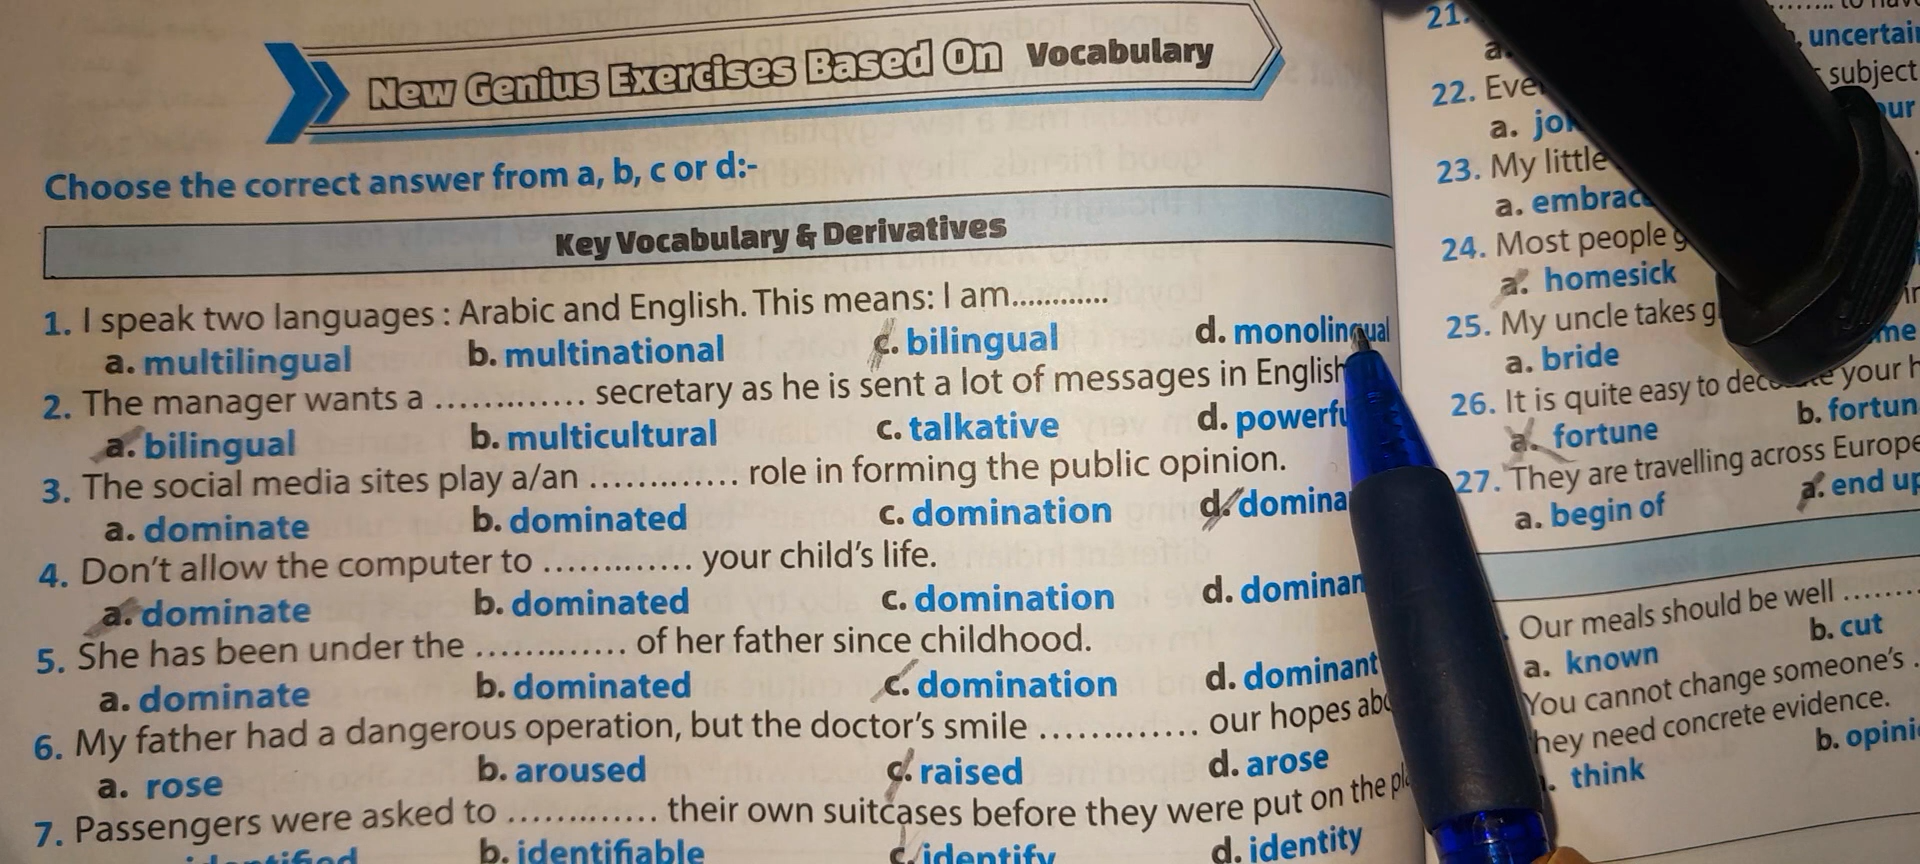 New Genius Exercises Based On Vocabulary
Choose the correct answer from a, b, c or d:-
Key Vocabulary & Derivatives
1. I speak two languages : Arabic and English. This means: I am............
a. multilingual b. multinational c. bilingual d. monolingual
2. The manager wants a ............. secretary as he is sent a lot of messages in English
a. bilingual b. multicultural c. talkative d.
3. The social media sites play a/an ............. role in forming the public opinion.
a. dominate b. dominated c. domination d.
4. Don't allow the computer to ............. your child's life.
a. dominate b. dominated c. domination d.
5. She has been under the ............. of her father since childhood.
a. dominate b. dominated c. domination d. dominant
6. My father had a dangerous operation, but the doctor's smile ............. our hopes
a. rose b. aroused c. raised d. arose
7. Passengers were asked to ............. their own suitcases before they were put on the
b. identifiable c. identify d. identity
21.
a.
22.
subject
a.
23. My little
a.
24. Most people
a. homesick
25. My uncle takes
a. bride
26. It is quite easy to your
a. fortune b.
27. They are travelling across Europe
a. begin of a. end up
Our meals should be well ........
a. known b. cut
You cannot change someone's .
they need concrete evidence.
think b.